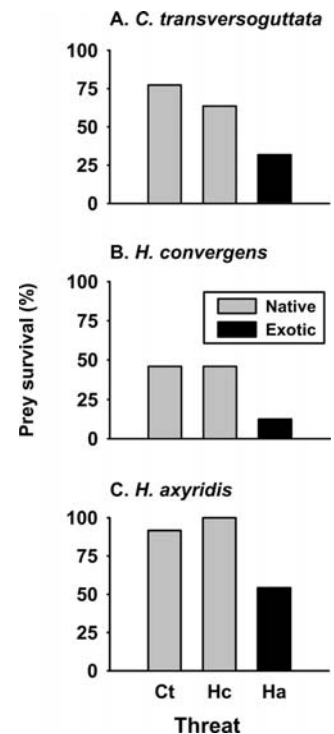 A. C. transversoguttata
100
75
50
25
0
B. H. convergens
100
75
50
25
0
Native
Exotic
Prey survival (%)
C. H. axyridis
100
75
50
25
0
Ct Hc Ha
Threat